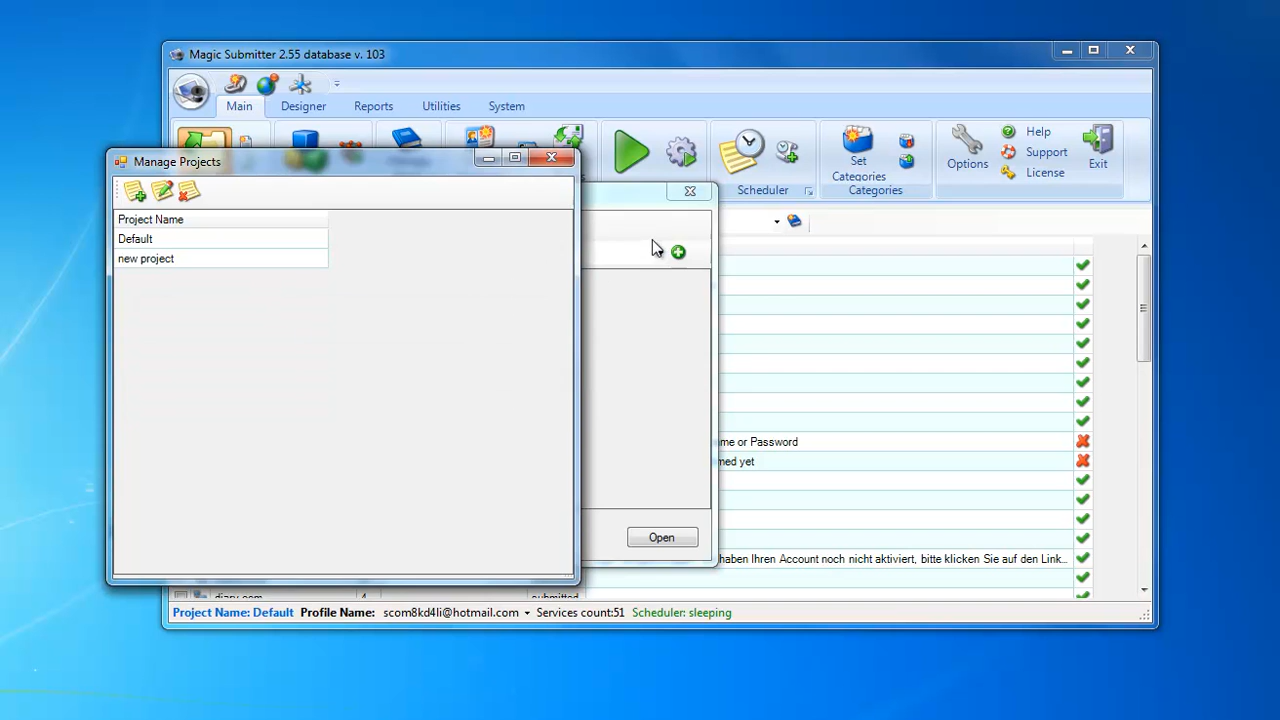 Magic Submitter 2.55 database v. 103
Main Designer Reports Utilities System
Set Categories
Options
Help
Support
License
Exit
Scheduler
Categories
Manage Projects
Project Name
Default
new project
me or Password
med yet
haben Ihren Account noch nicht aktiviert, bitte klicken Sie auf den Link...
Open
diary.com 4 submitted
Project Name: Default Profile Name: scom8kd4li@hotmail.com Services count:51 Scheduler: sleeping